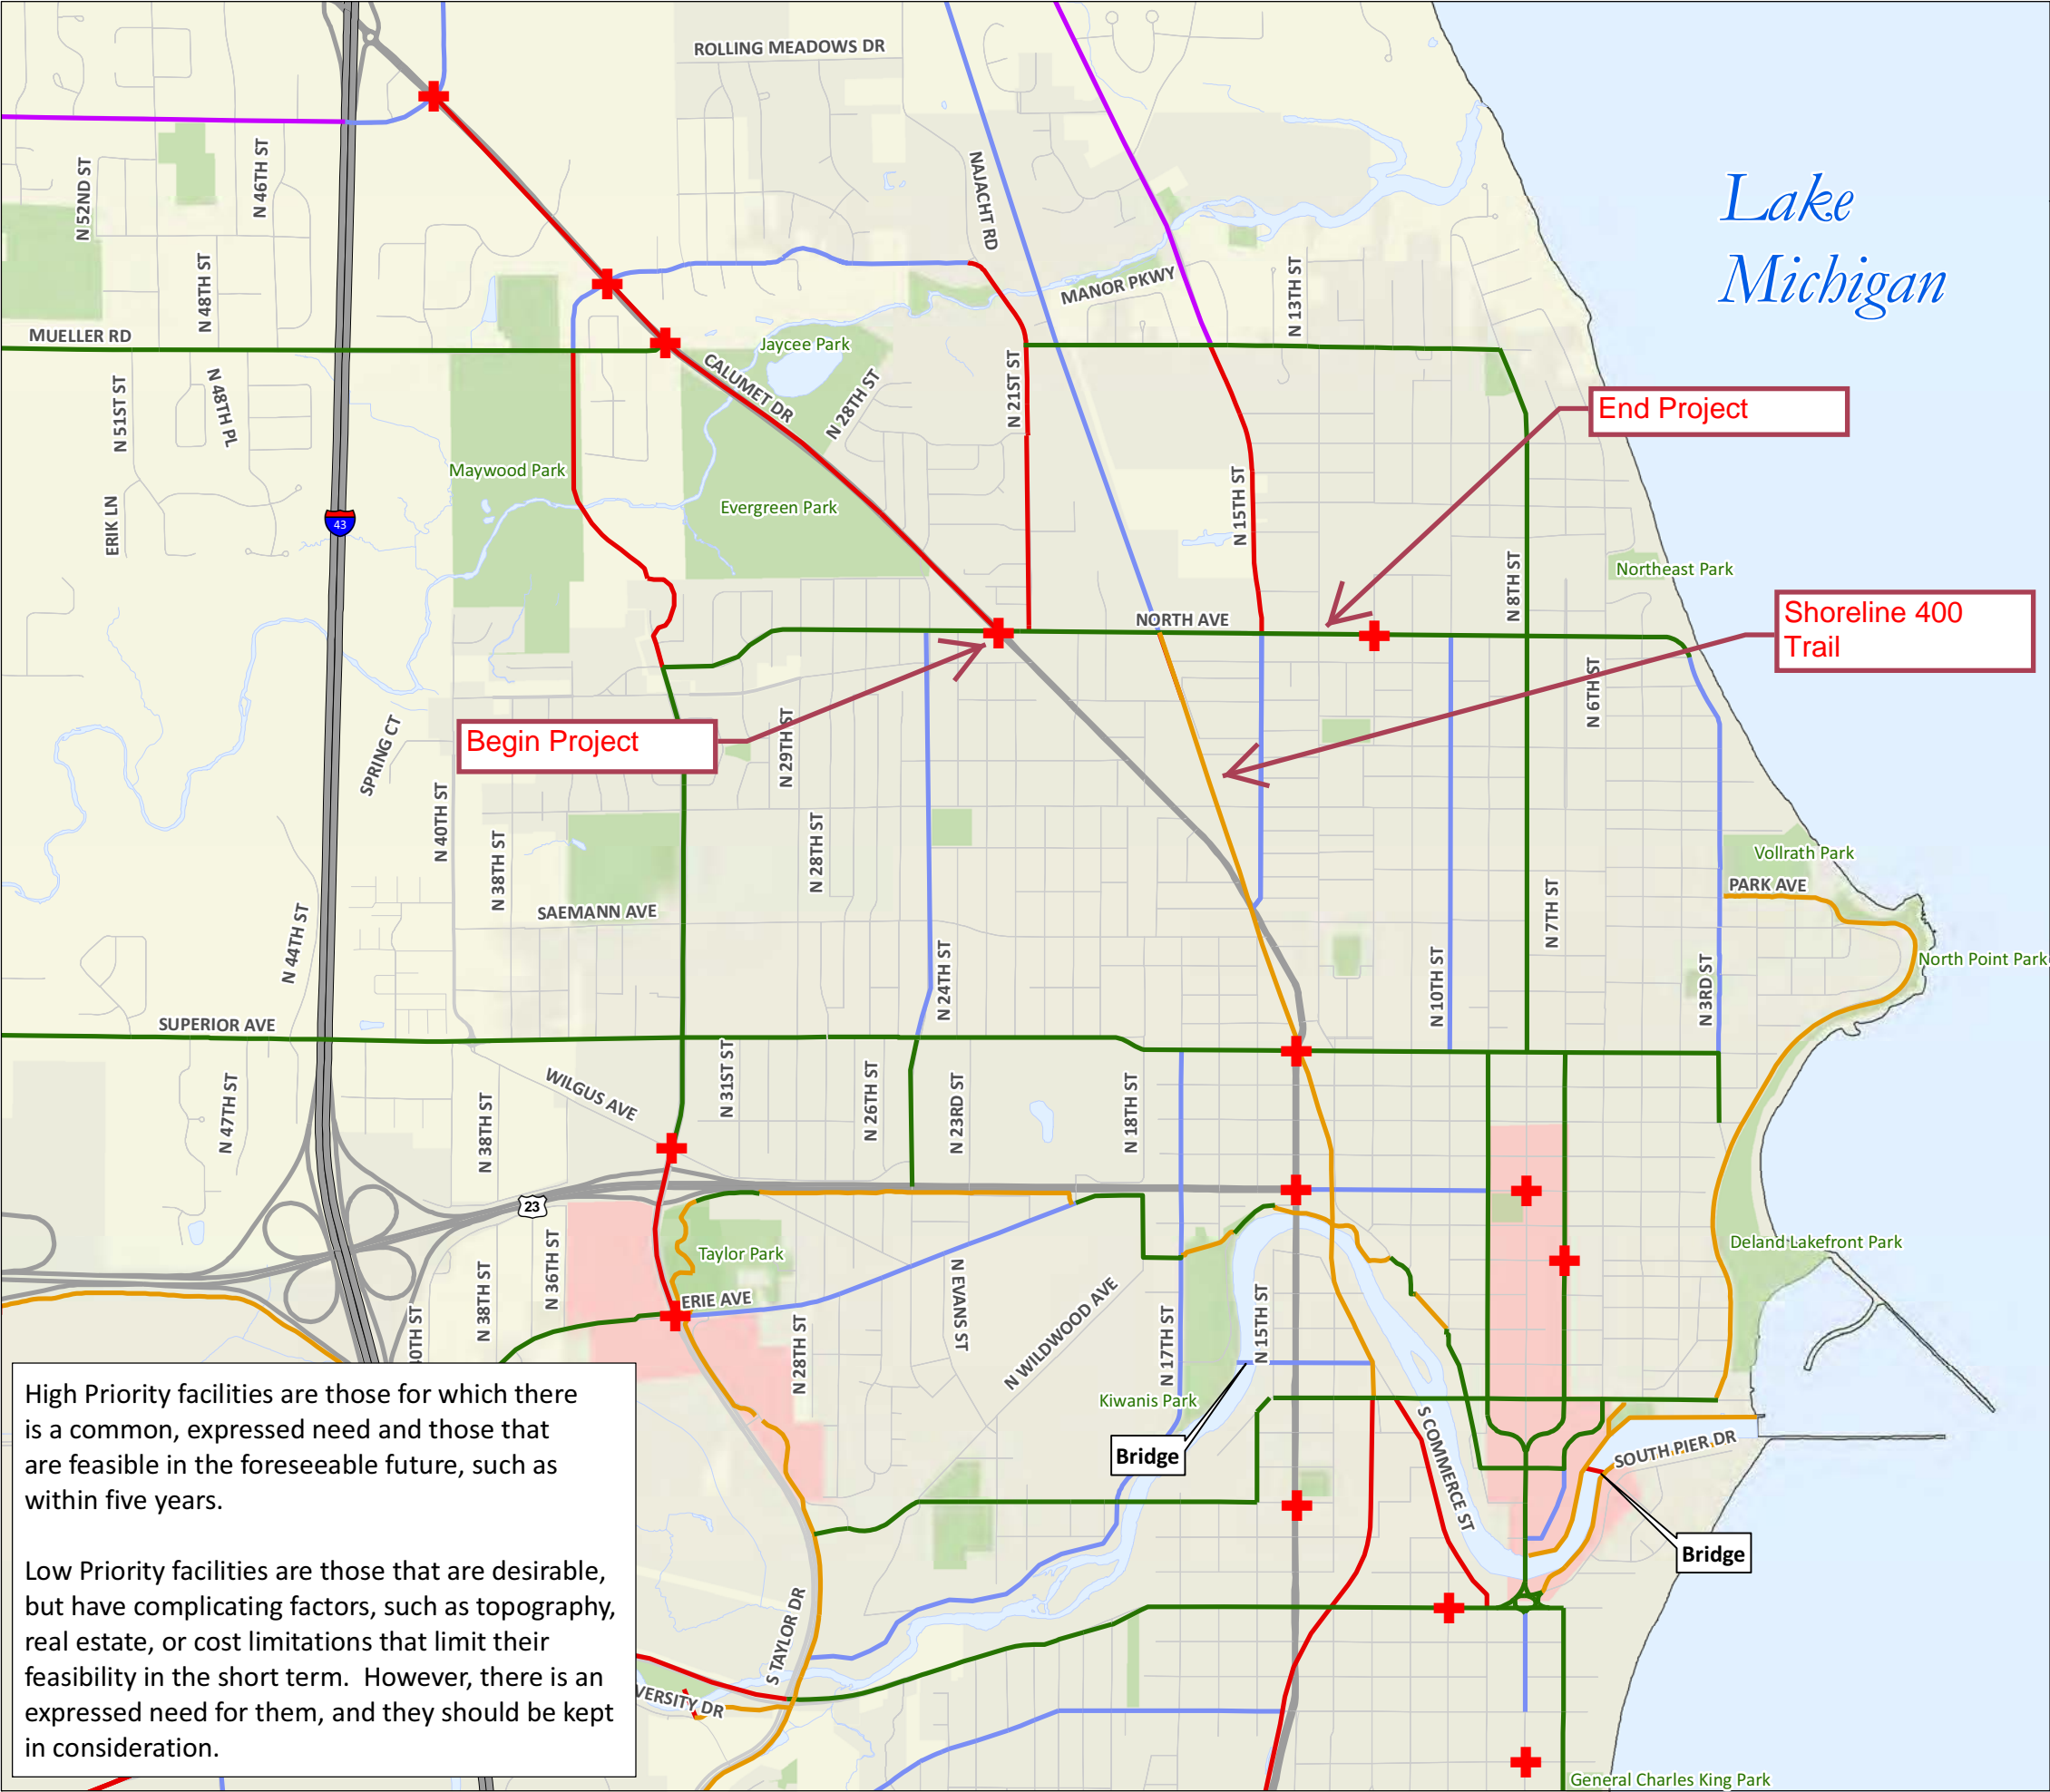 ROLLING MEADOWS DR
Lake
Michigan
N 52ND ST
N 46TH ST
NAJACHT RD
N 48TH ST
MANOR PKWY
N 13TH ST
MUELLER RD
Jaycee Park
CALUMET DR
N 28TH ST
N 21ST ST
N 51ST ST
N 48TH PL
End Project
Maywood Park
Evergreen Park
N 15TH ST
ERIK LN
43
N 8TH ST
Northeast Park
NORTH AVE
Shoreline 400
Trail
Begin Project
SPRING CT
N 29TH ST
N 6TH ST
N 40TH ST
N 38TH ST
N 28TH ST
Vollrath Park
PARK AVE
SAEMANN AVE
N 44TH ST
N 24TH ST
N 7TH ST
N 10TH ST
N 3RD ST
North Point Park
SUPERIOR AVE
WILGUS AVE
N 31ST ST
N 26TH ST
N 23RD ST
N 18TH ST
N 47TH ST
N 38TH ST
23
Taylor Park
Deland Lakefront Park
N 36TH ST
N 38TH ST
40TH ST
ERIE AVE
N 28TH ST
N EVANS ST
N WILDWOOD AVE
N 17TH ST
N 15TH ST
Kiwanis Park
Bridge
S COMMERCE ST
SOUTH PIER DR
Bridge
High Priority facilities are those for which there
is a common, expressed need and those that
are feasible in the foreseeable future, such as
within five years.
Low Priority facilities are those that are desirable,
but have complicating factors, such as topography,
real estate, or cost limitations that limit their
feasibility in the short term.  However, there is an
expressed need for them, and they should be kept
in consideration.
S TAYLOR DR
VERSITY DR
General Charles King Park